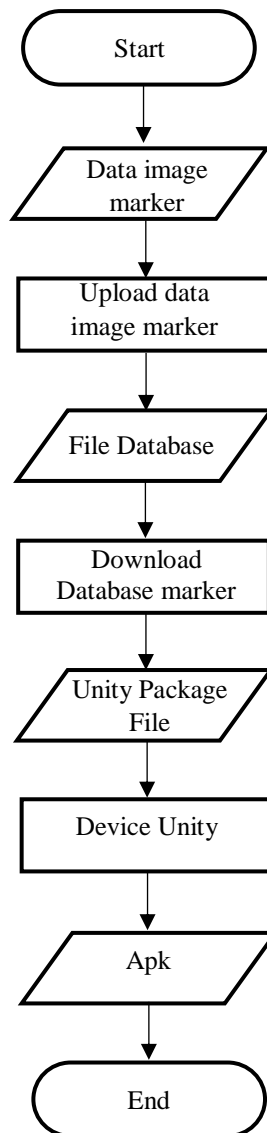 Start
Data image
marker
Upload data
image marker
File Database
Download
Database marker
Unity Package
File
Device Unity
Apk
End